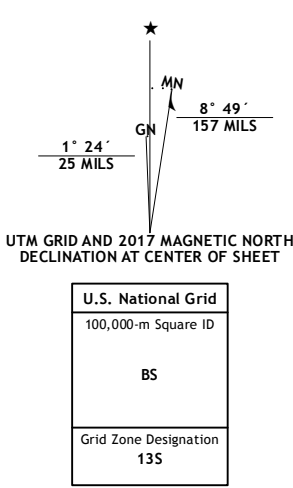 ★
MN
GN
8° 49´
157 MILS
1° 24´
25 MILS
UTM GRID AND 2017 MAGNETIC NORTH
DECLINATION AT CENTER OF SHEET
U.S. National Grid
100,000-m Square ID
BS
Grid Zone Designation
13S